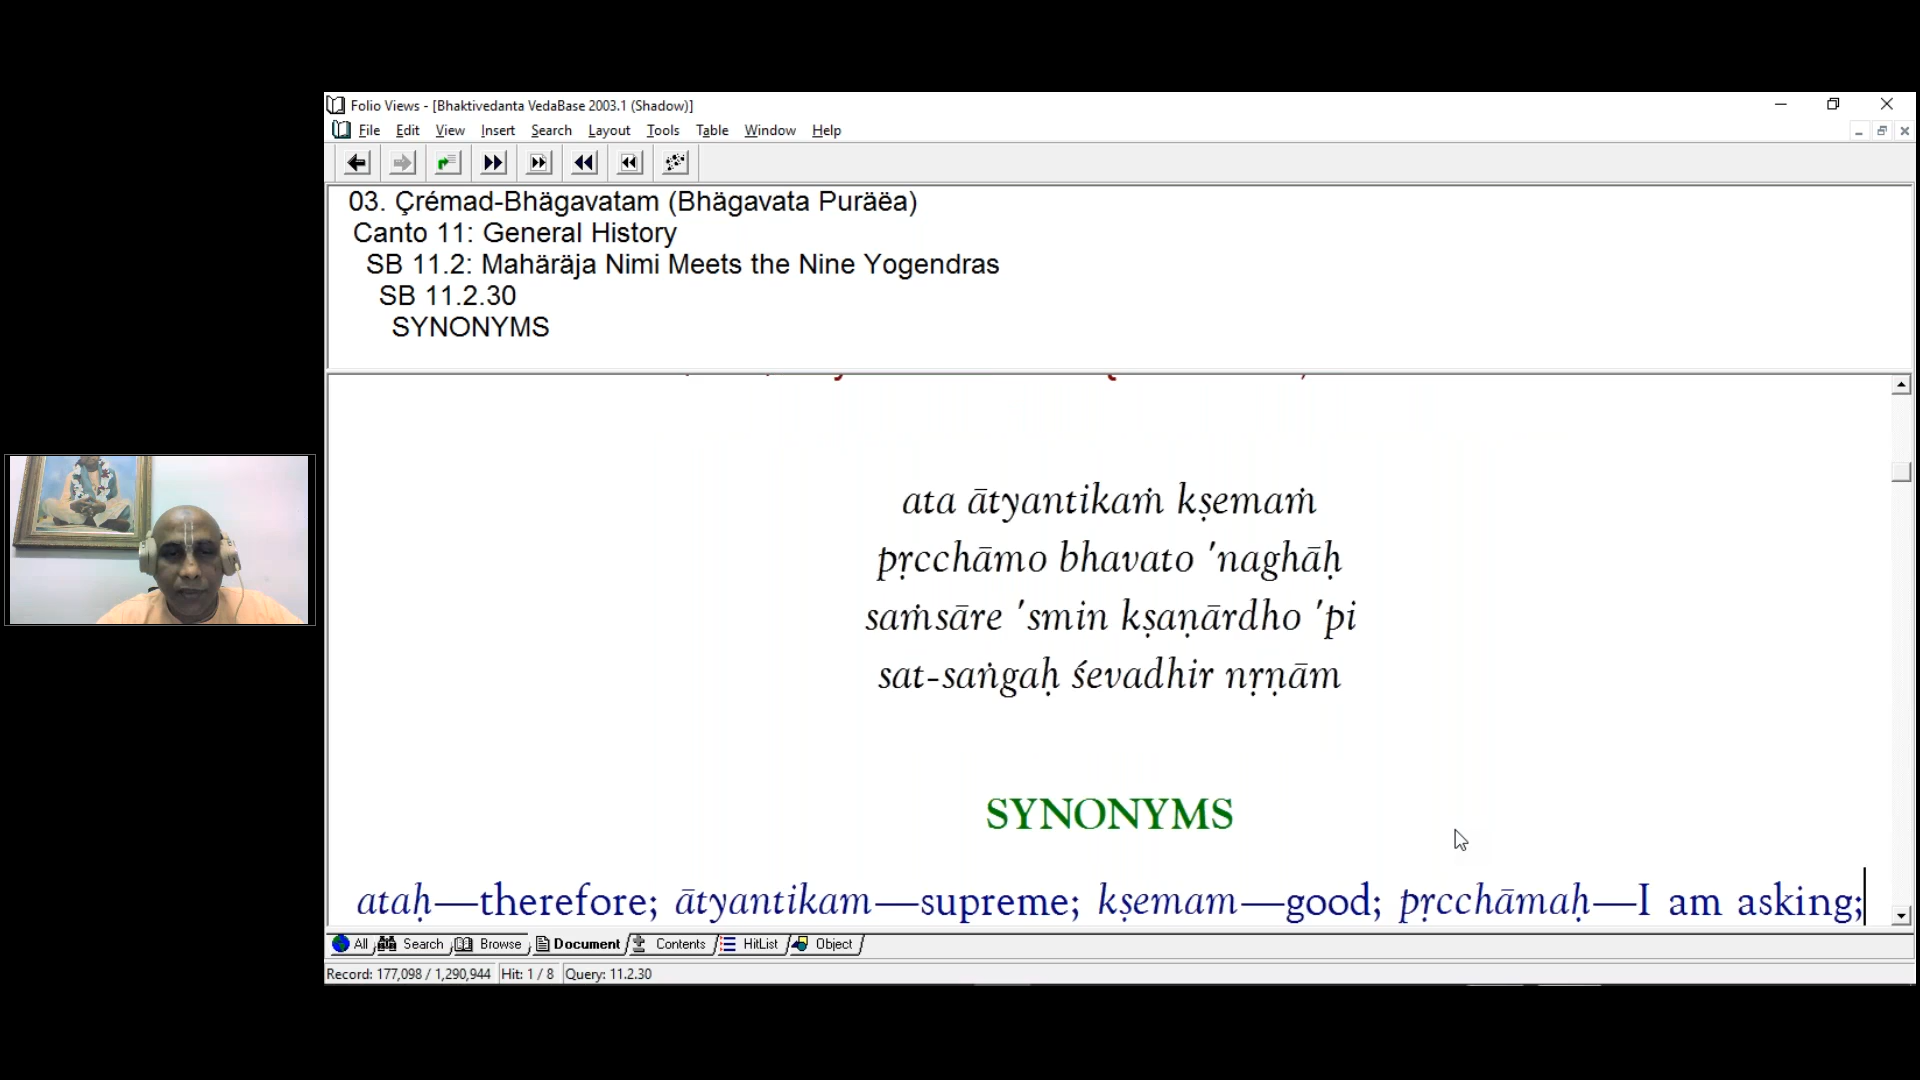 Folio Views - [Bhaktivedanta VedaBase 2003.1 (Shadow)]
File Edit View Insert Search Layout Tools Table Window Help
03. Çrémad-Bhägavatam (Bhägavata Puräëa)
Canto 11: General History
SB 11.2: Mahäräja Nimi Meets the Nine Yogendras
SB 11.2.30
SYNONYMS
ata ātyantikaṁ kṣemaṁ
pṛcchāmo bhavato 'naghāḥ
saṁsāre 'smin kṣaṇārdho 'pi
sat-saṅgaḥ śevadhir nṛṇām
SYNONYMS
ataḥ—therefore; ātyantikam—supreme; kṣemam—good; pṛcchāmaḥ—I am asking;
All Search Browse Document Contents HitList Object
Record: 177,098 / 1,290,944 Hit: 1 / 8 Query: 11.2.30